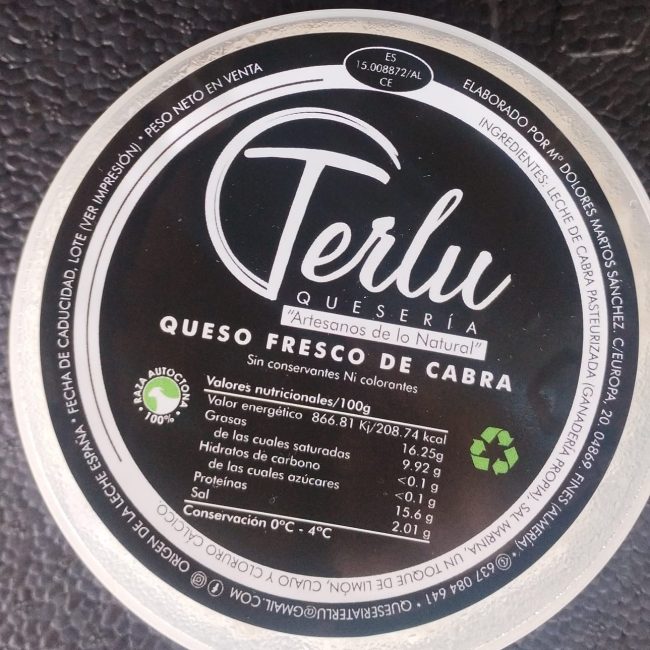 ES
15.008872/AL
CE
Terlu
QUESERÍA
"Artesanos de lo Natural"
QUESO FRESCO DE CABRA
Sin conservantes Ni colorantes
RAZA AUTOCTONA • 100% •
Valores nutricionales/100g
Valor energético 866.81 Kj/208.74 kcal
Grasas 16.25g
de las cuales saturadas 9.92 g
Hidratos de carbono <0.1 g
de las cuales azúcares <0.1 g
Proteínas 15.6 g
Sal 2.01 g
Conservación 0ºC - 4ºC
INGREDIENTES: LECHE DE CABRA PASTEURIZADA (GANADERÍA PROPIA), SAL MARINA, UN TOQUE DE LIMÓN, CUAJO Y CLORURO CÁLCICO.
ELABORADO POR Mª DOLORES MARTOS SÁNCHEZ. C/EUROPA, 20. 04869. FINES (ALMERÍA) • 637 084 641 • QUESERIATERLU@GMAIL.COM
ORIGEN DE LA LECHE ESPAÑA • FECHA DE CADUCIDAD, LOTE (VER IMPRESIÓN) • PESO NETO EN VENTA